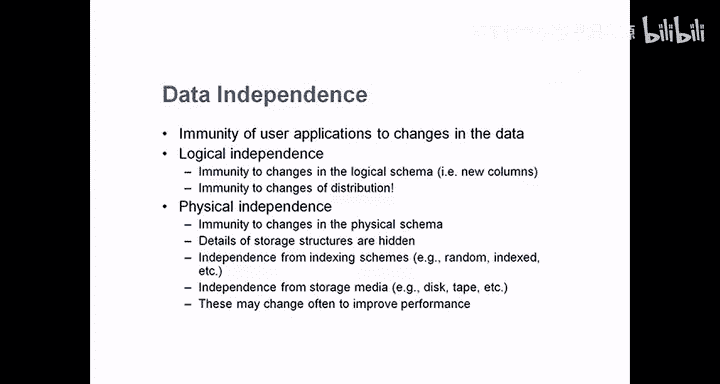 bilibili
Data Independence
• Immunity of user applications to changes in the data
• Logical independence
– Immunity to changes in the logical schema (i.e. new columns)
– Immunity to changes of distribution!
• Physical independence
– Immunity to changes in the physical schema
– Details of storage structures are hidden
– Independence from indexing schemes (e.g., random, indexed,
etc.)
– Independence from storage media (e.g., disk, tape, etc.)
– These may change often to improve performance